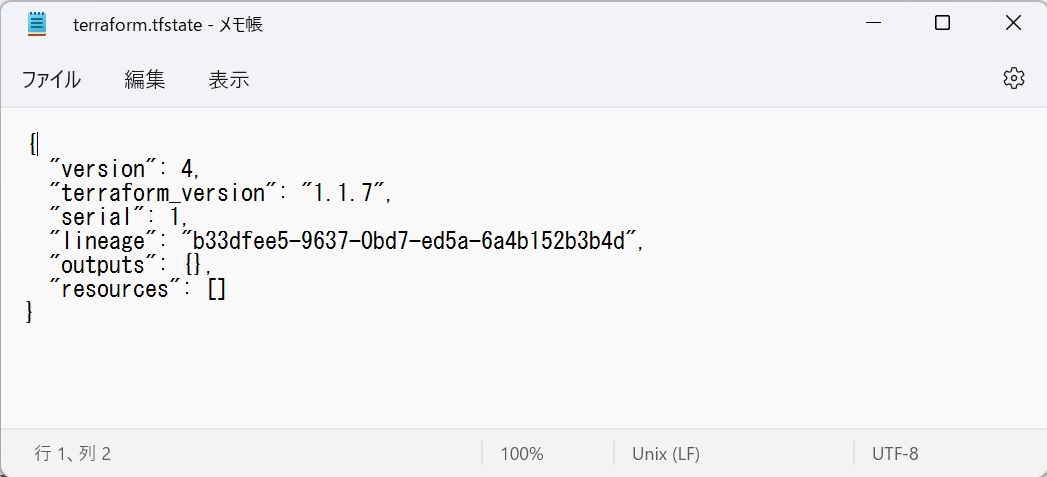 terraform.tfstate - メモ帳
ファイル 編集 表示
{
"version": 4,
"terraform_version": "1.1.7",
"serial": 1,
"lineage": "b33dfee5-9637-0bd7-ed5a-6a4b152b3b4d",
"outputs": {},
"resources": []
}
行 1、列 2 100% Unix (LF) UTF-8